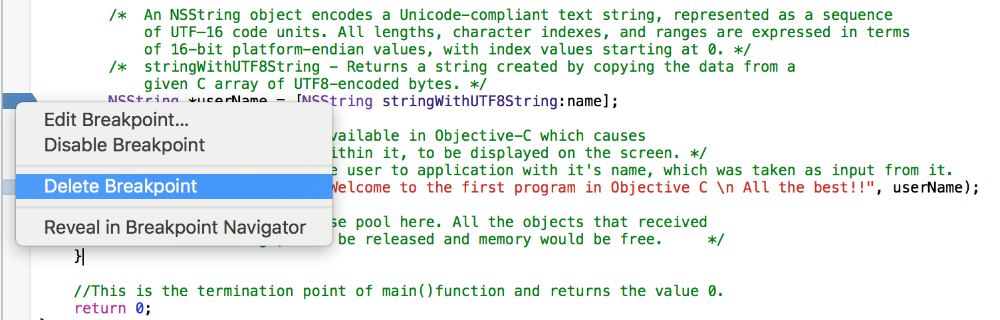 /*  An NSString object encodes a Unicode-compliant text string, represented as a sequence
of UTF–16 code units. All lengths, character indexes, and ranges are expressed in terms
of 16-bit platform-endian values, with index values starting at 0. */
/*  stringWithUTF8String - Returns a string created by copying the data from a
given C array of UTF8-encoded bytes. */
NSString *userName = [NSString stringWithUTF8String:name];
Edit Breakpoint...
Disable Breakpoint
Delete Breakpoint
Reveal in Breakpoint Navigator
vailable in Objective-C which causes
ithin it, to be displayed on the screen. */
e user to application with it's name, which was taken as input from it.
Welcome to the first program in Objective C \n All the best!!", userName);
se pool here. All the objects that received
be released and memory would be free.     */
}
//This is the termination point of main()function and returns the value 0.
return 0;